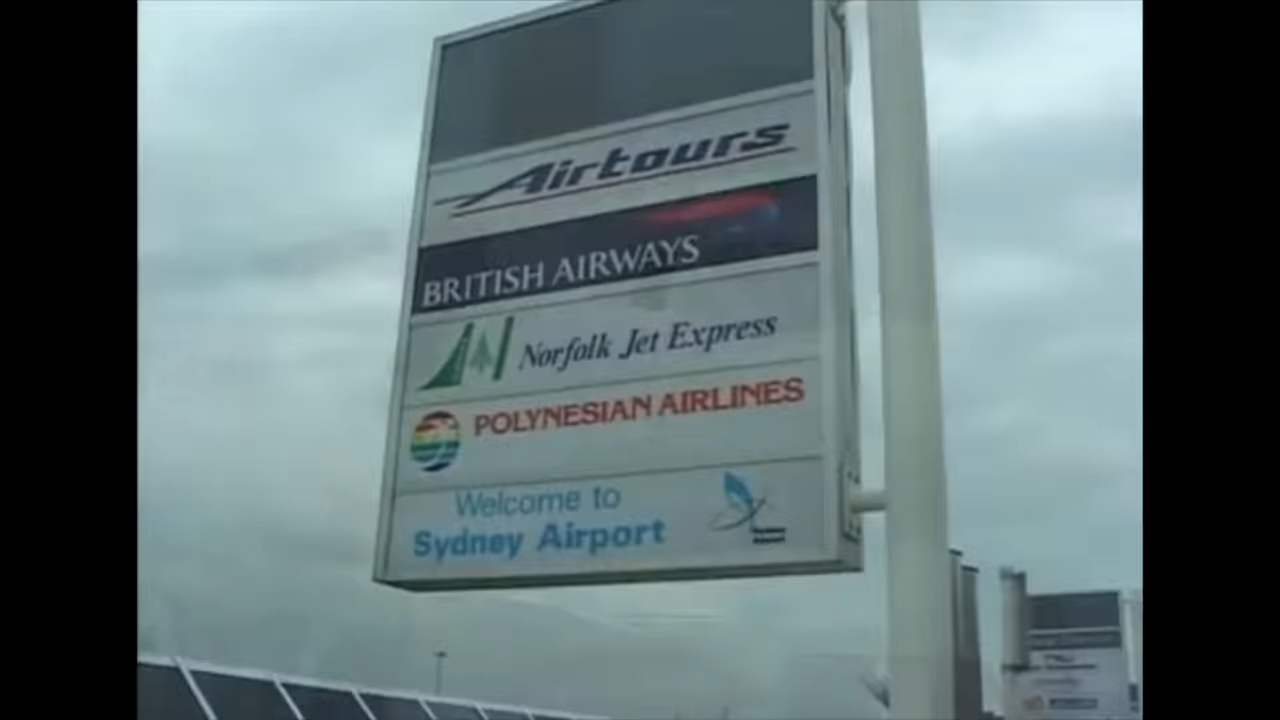 Airtours
BRITISH AIRWAYS
Norfolk Jet Express
POLYNESIAN AIRLINES
Welcome to
Sydney Airport